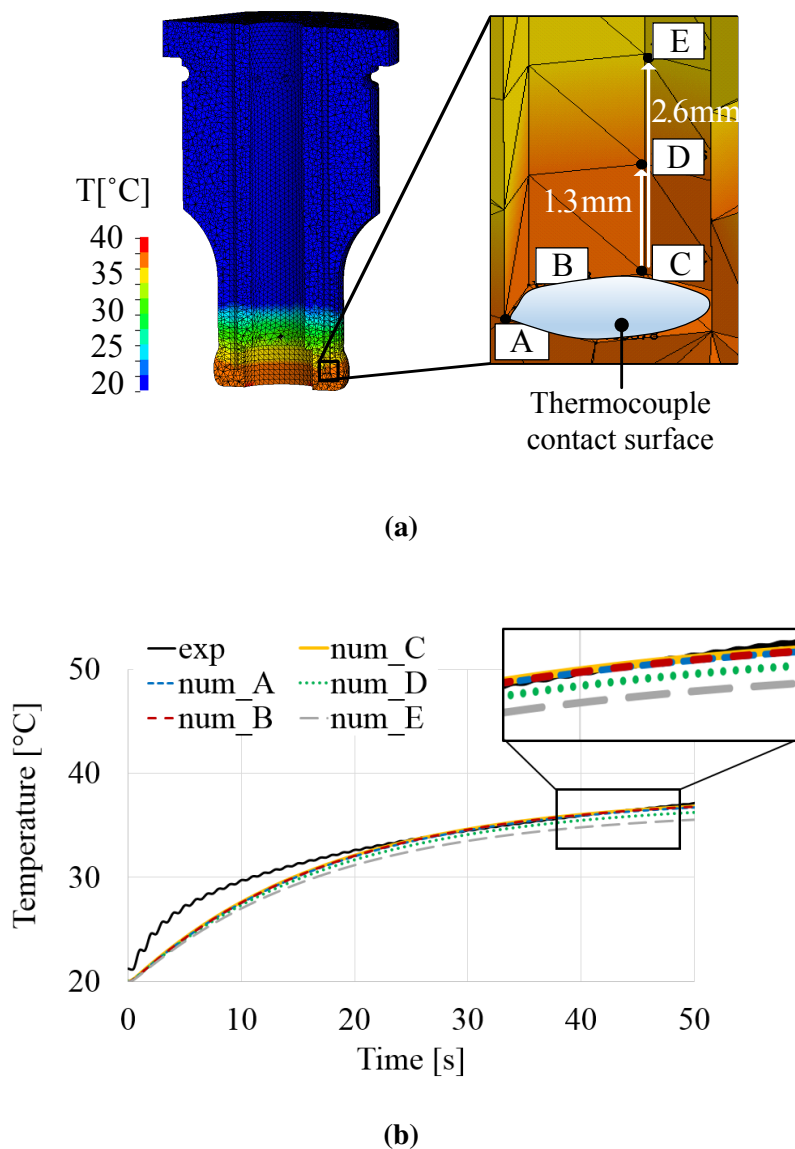 T[˚C]
40
35
30
25
20
E
2.6mm
D
1.3mm
B
C
A
Thermocouple
contact surface
(a)
exp
num_C
num_A
num_D
num_B
num_E
Temperature [°C]
50
40
30
20
0
10
20
30
40
50
Time [s]
(b)